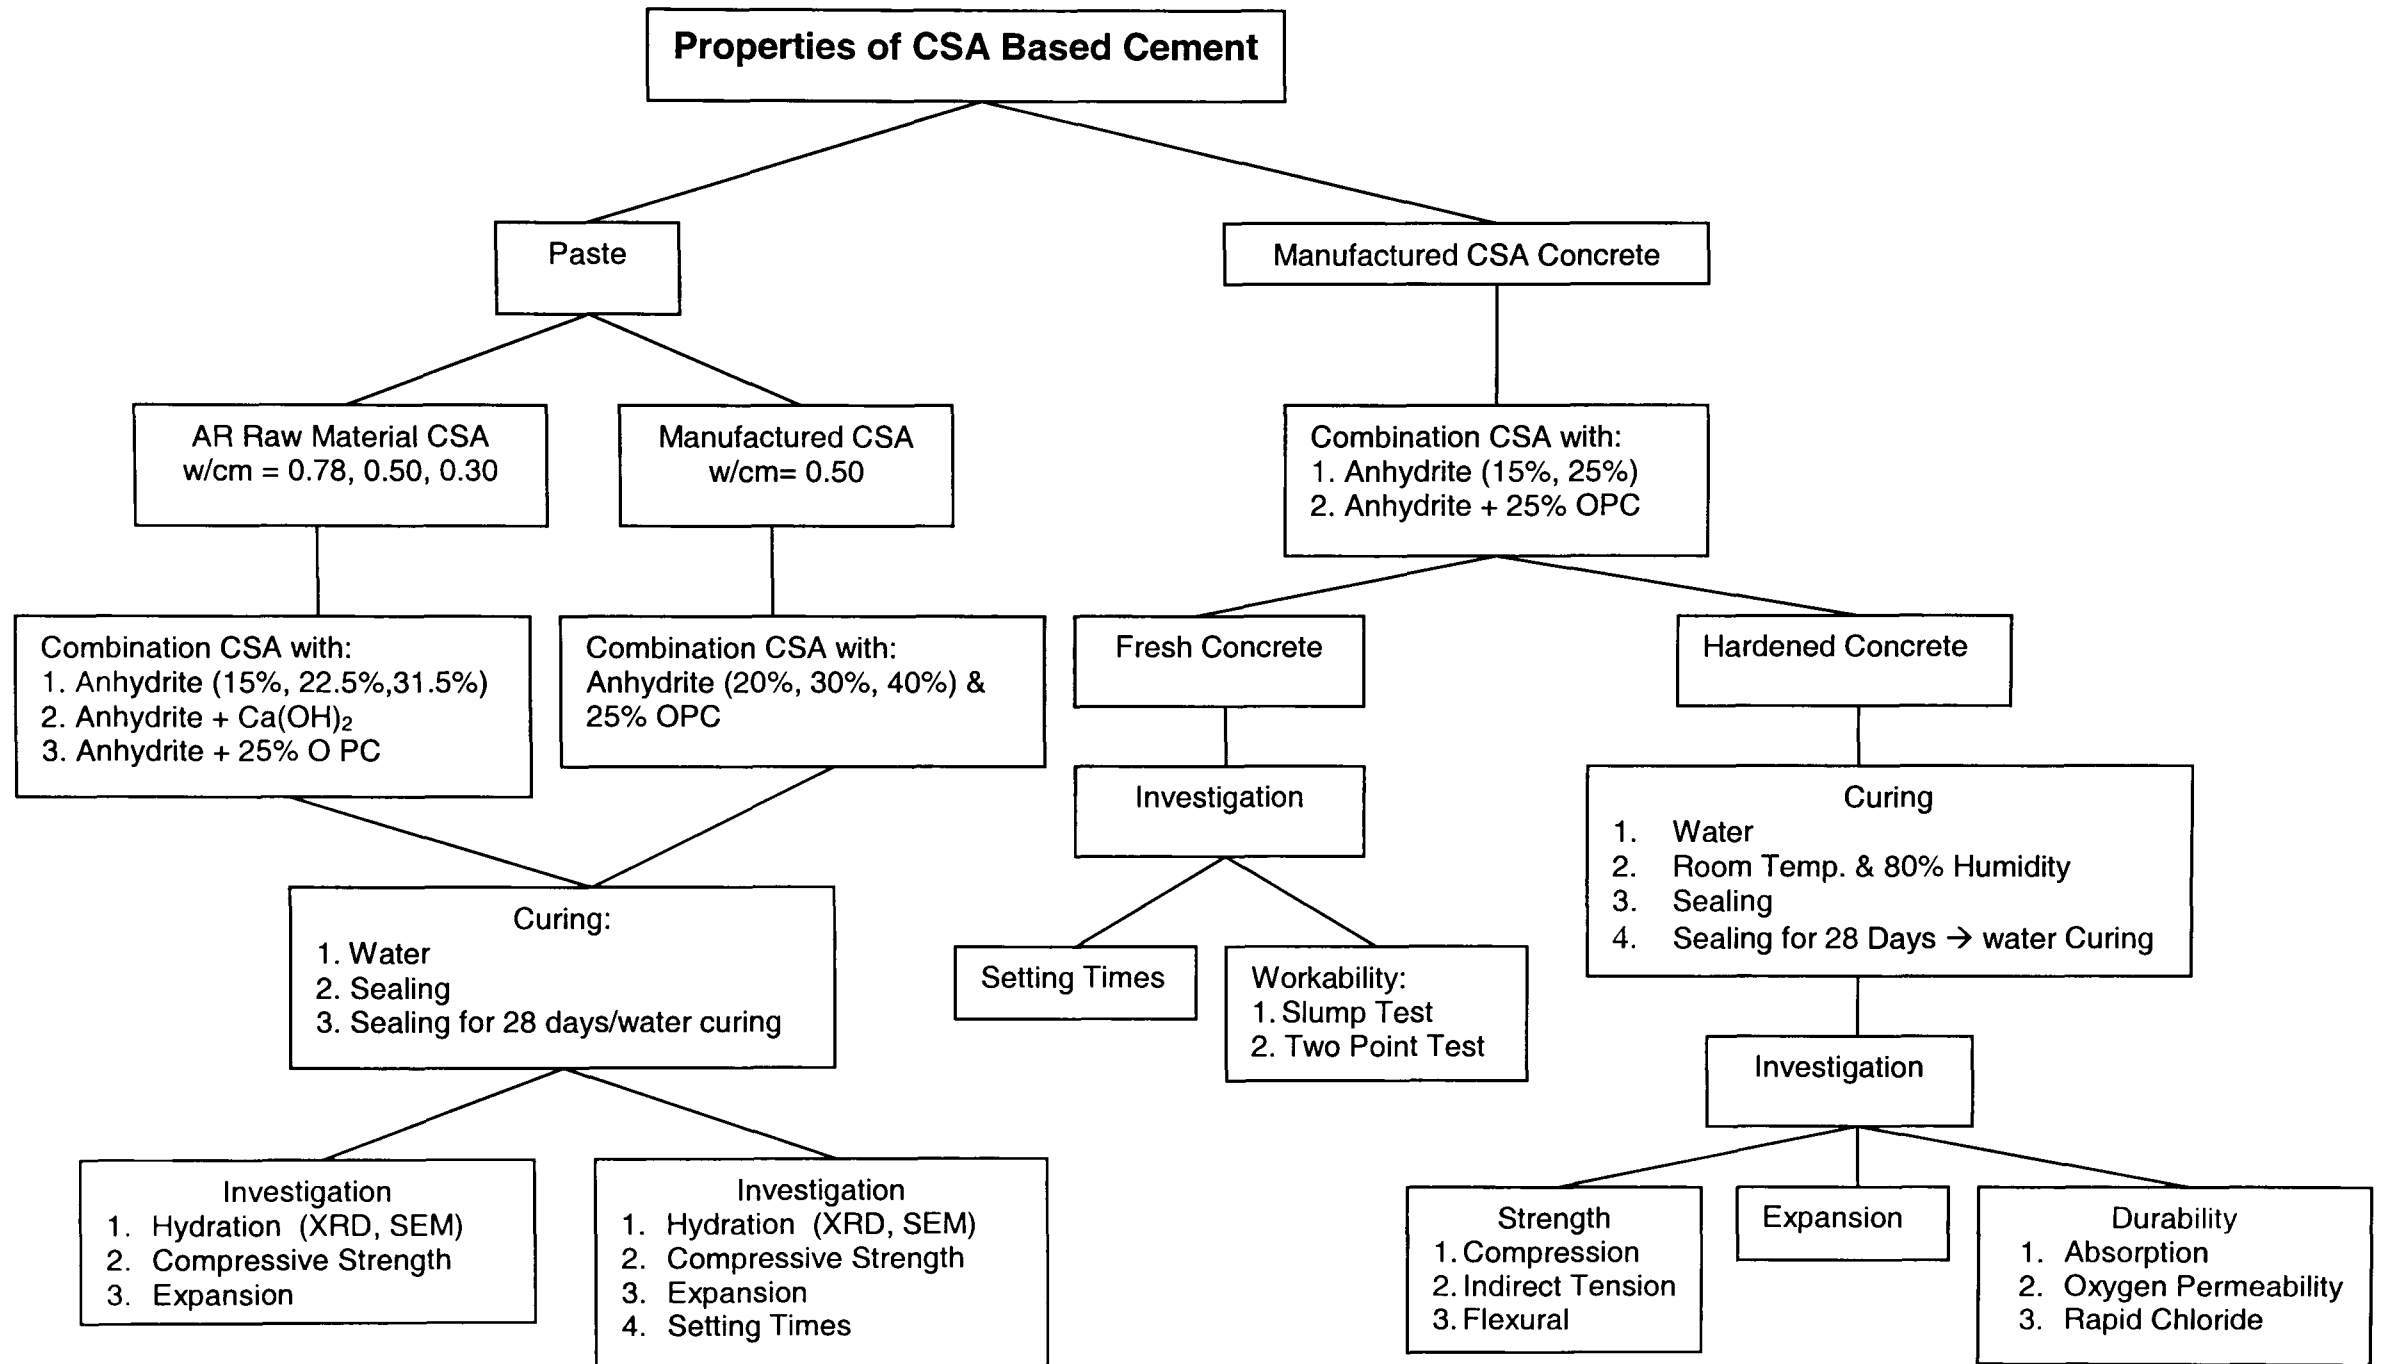 Properties of CSA Based Cement
Paste
Manufactured CSA Concrete
AR Raw Material CSA
w/cm = 0.78, 0.50, 0.30
Manufactured CSA
w/cm= 0.50
Combination CSA with:
1. Anhydrite (15%, 25%)
2. Anhydrite + 25% OPC
Combination CSA with:
1. Anhydrite (15%, 22.5%,31.5%)
2. Anhydrite + Ca(OH)₂
3. Anhydrite + 25% O PC
Combination CSA with:
Anhydrite (20%, 30%, 40%) &
25% OPC
Fresh Concrete
Hardened Concrete
Investigation
Curing
1. Water
2. Room Temp. & 80% Humidity
3. Sealing
4. Sealing for 28 Days → water Curing
Curing:
1. Water
2. Sealing
3. Sealing for 28 days/water curing
Setting Times
Workability:
1. Slump Test
2. Two Point Test
Investigation
Investigation
1. Hydration (XRD, SEM)
2. Compressive Strength
3. Expansion
Investigation
1. Hydration (XRD, SEM)
2. Compressive Strength
3. Expansion
4. Setting Times
Strength
1. Compression
2. Indirect Tension
3. Flexural
Expansion
Durability
1. Absorption
2. Oxygen Permeability
3. Rapid Chloride